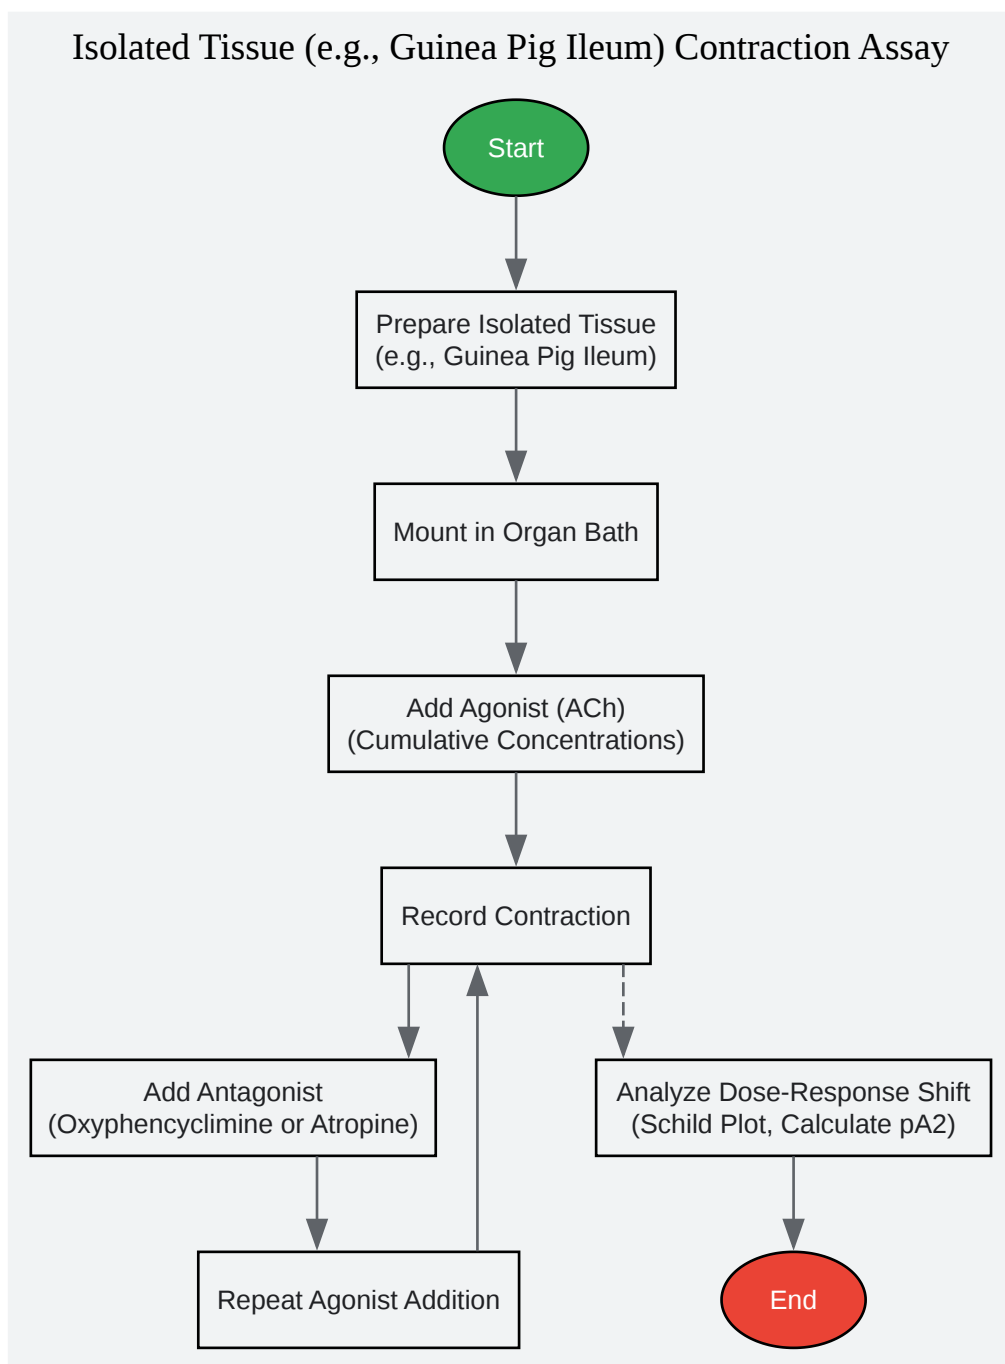 Isolated Tissue (e.g., Guinea Pig Ileum) Contraction Assay
Start
Prepare Isolated Tissue
(e.g., Guinea Pig Ileum)
Mount in Organ Bath
Add Agonist (ACh)
(Cumulative Concentrations)
Record Contraction
Add Antagonist
(Oxyphencyclimine or Atropine)
Analyze Dose-Response Shift
(Schild Plot, Calculate pA2)
Repeat Agonist Addition
End